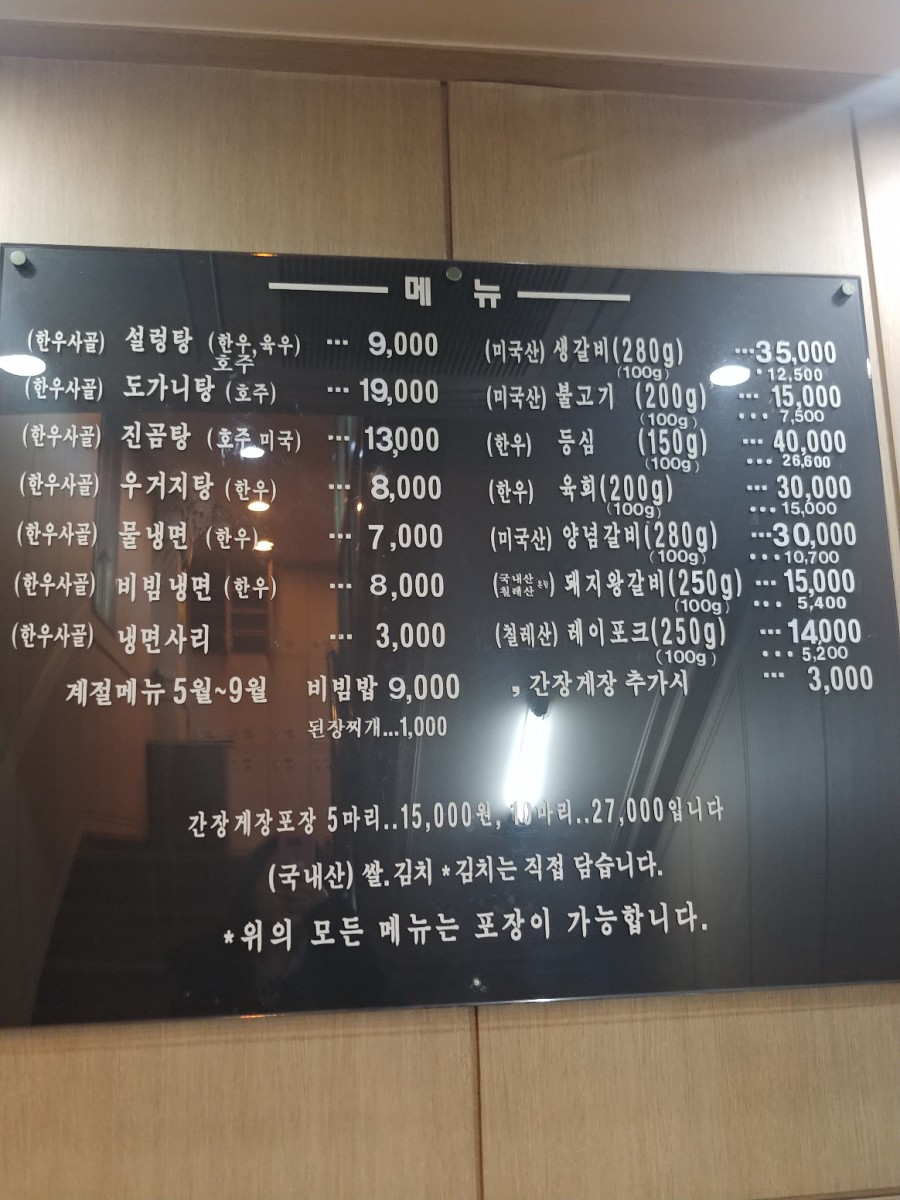 메 뉴
(한우사골) 설렁탕 (한우,육우) ··· 9,000
호주
(한우사골) 도가니탕 (호주) ··· 19,000
(한우사골) 진곰탕 (호주 미국) ··· 13,000
(한우사골) 우거지탕 (한우) ··· 8,000
(한우사골) 물냉면 (한우) ··· 7,000
(한우사골) 비빔냉면 (한우) ··· 8,000
(한우사골) 냉면사리 ··· 3,000
(미국산) 생갈비(280g) ···35,000
(100g) · 12,500
(미국산) 불고기 (200g) ··· 15,000
(100g) ··· 7,500
(한우) 등심 (150g) ··· 40,000
(100g) ··· 26,600
(한우) 육회(200g) ··· 30,000
(100g) ··· 15,000
(미국산) 양념갈비(280g) ···30,000
(100g) ··· 10,700
(국내산 칠레산) 돼지왕갈비(250g) ··· 15,000
(100g) ··· 5,400
(칠레산) 레이포크(250g) ··· 14,000
(100g) ··· 5,200
계절메뉴 5월~9월 비빔밥 9,000 , 간장게장 추가시 ··· 3,000
된장찌개...1,000
간장게장포장 5마리..15,000원, 10마리..27,000입니다
(국내산) 쌀.김치 *김치는 직접 담습니다.
*위의 모든 메뉴는 포장이 가능합니다.